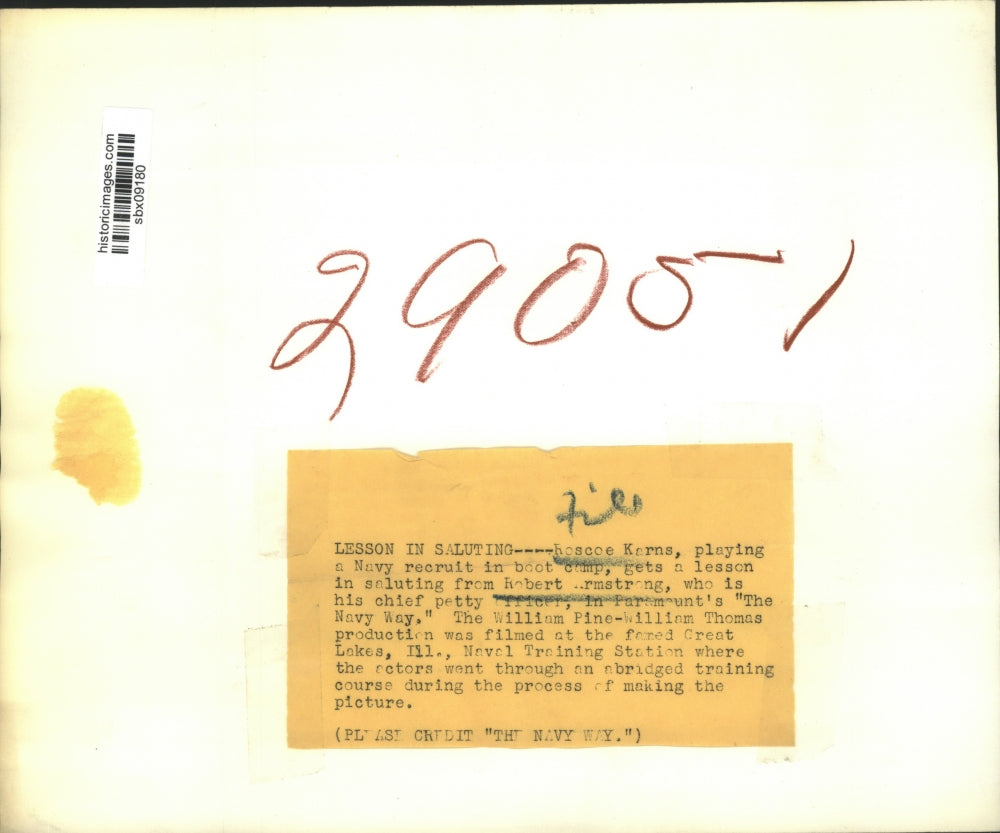 historicimages.com
sbx09180
29051
File
LESSON IN SALUTING----Roscoe Karns, playing
a Navy recruit in boot camp, gets a lesson
in saluting from Robert Armstrong, who is
his chief petty officer, in Paramount's "The
Navy Way." The William Pine-William Thomas
production was filmed at the famed Great
Lakes, Ill., Naval Training Station where
the actors went through an abridged training
course during the process of making the
picture.
(PLEASE CREDIT "THE NAVY WAY.")